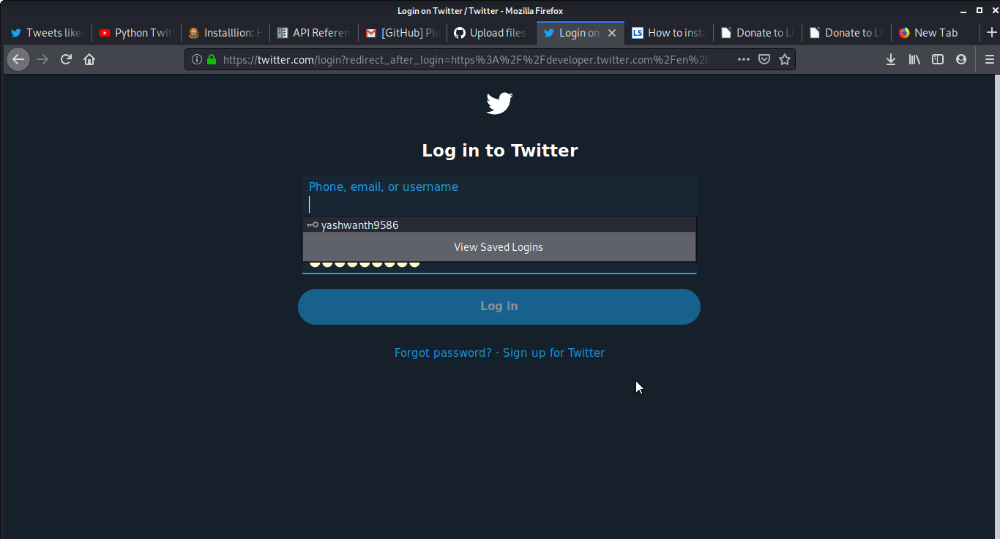 Login on Twitter / Twitter - Mozilla Firefox
Tweets like Python Twit Installlion: API Referen [GitHub] Ple Upload files Login on How to insta Donate to Li Donate to Li New Tab
https://twitter.com/login?redirect_after_login=https%3A%2F%2Fdeveloper.twitter.com%2Fen%2F
Log in to Twitter
Phone, email, or username
yashwanth9586
View Saved Logins
Log in
Forgot password? · Sign up for Twitter